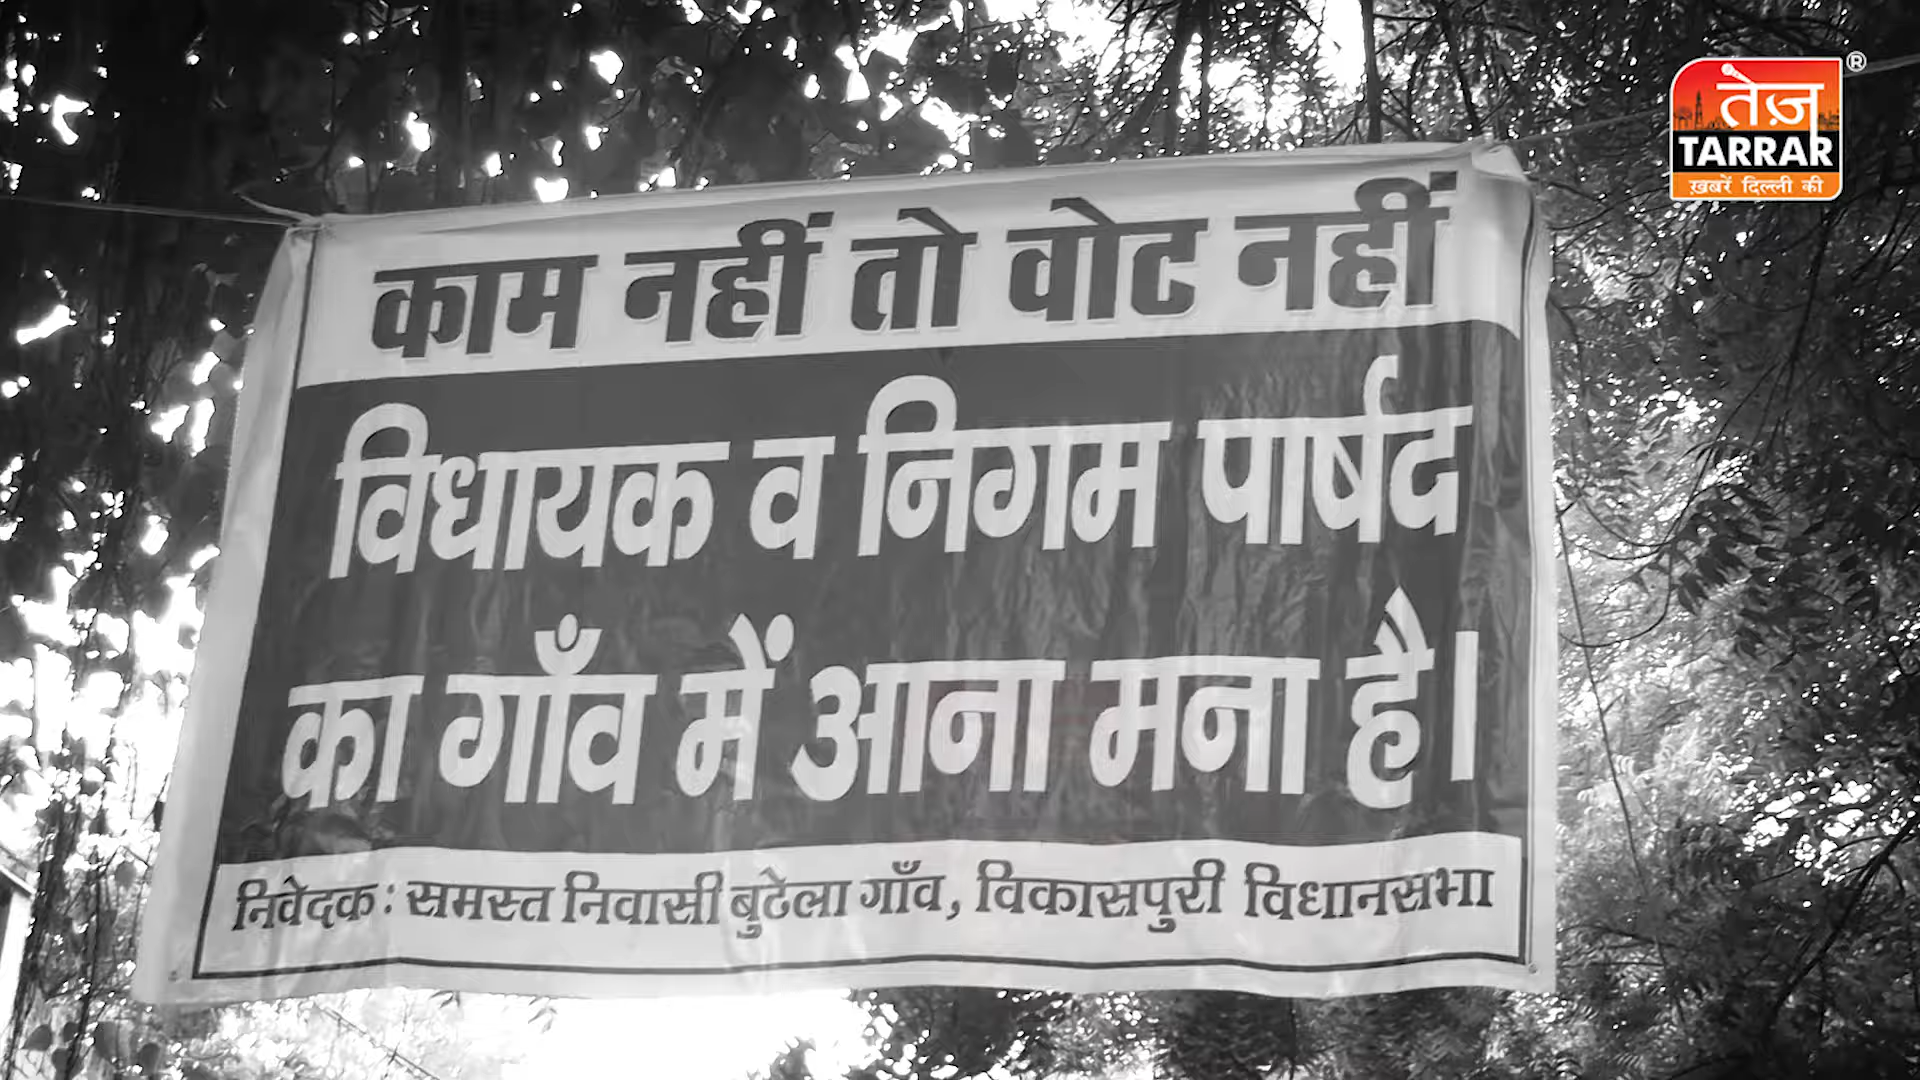 तेज़
TARRAR
ख़बरें दिल्ली की
®
काम नहीं तो वोट नहीं
विधायक व निगम पार्षद
का गाँव में आना मना है।
निवेदक : समस्त निवासी बुटेला गाँव, विकासपुरी विधानसभा